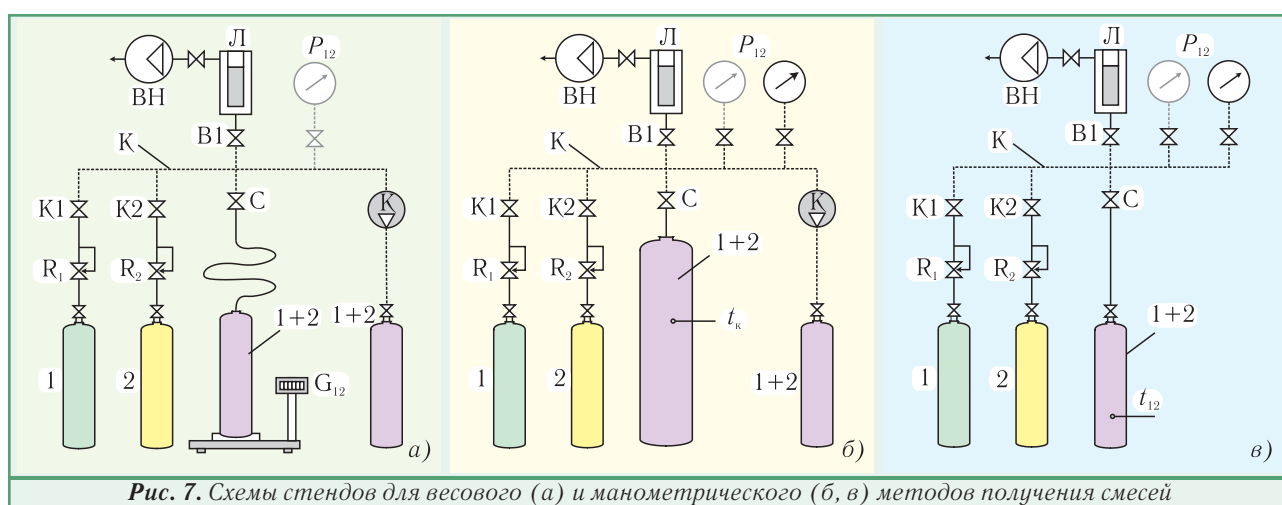 Л
P12
ВН
В1
К
К1
К2
С
К
R1
R2
1+2
1+2
1
2
G12
а)
Л
P12
ВН
В1
К
К1
К2
С
К
R1
R2
1+2
tк
1
2
1+2
б)
Л
P12
ВН
В1
К
К1
К2
С
R1
R2
1+2
1
2
t12
в)
Рис. 7. Схемы стендов для весового (а) и манометрического (б, в) методов получения смесей